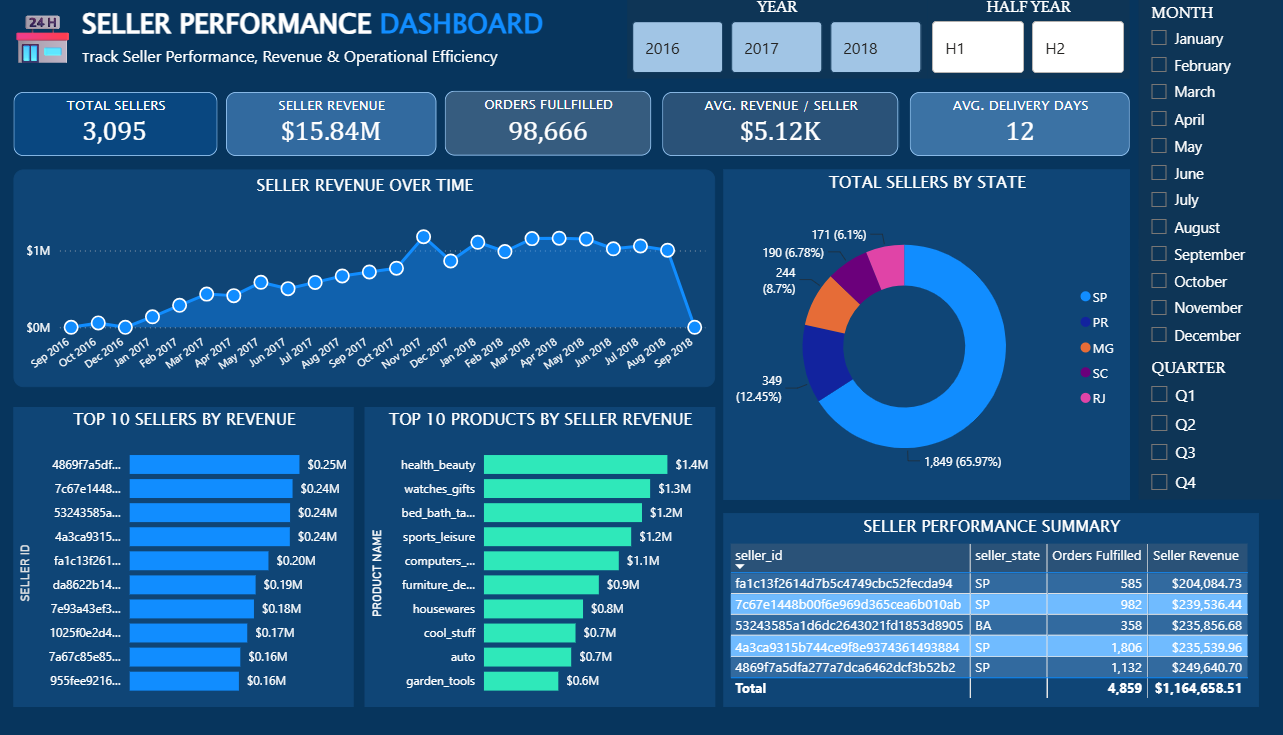 24 H
SELLER PERFORMANCE DASHBOARD
Track Seller Performance, Revenue & Operational Efficiency
YEAR
2016
2017
2018
HALF YEAR
H1
H2
MONTH
January
February
March
April
May
June
July
August
September
October
November
December
QUARTER
Q1
Q2
Q3
Q4
TOTAL SELLERS
3,095
SELLER REVENUE
$15.84M
ORDERS FULLFILLED
98,666
AVG. REVENUE / SELLER
$5.12K
AVG. DELIVERY DAYS
12
SELLER REVENUE OVER TIME
$1M
$0M
Sep 2016
Oct 2016
Dec 2016
Jan 2017
Feb 2017
Mar 2017
Apr 2017
May 2017
Jun 2017
Jul 2017
Aug 2017
Sep 2017
Oct 2017
Nov 2017
Dec 2017
Jan 2018
Feb 2018
Mar 2018
Apr 2018
May 2018
Jun 2018
Jul 2018
Aug 2018
Sep 2018
TOTAL SELLERS BY STATE
171 (6.1%)
190 (6.78%)
244
(8.7%)
349
(12.45%)
1,849 (65.97%)
SP
PR
MG
SC
RJ
TOP 10 SELLERS BY REVENUE
SELLER ID
4869f7a5df... $0.25M
7c67e1448... $0.24M
53243585a... $0.24M
4a3ca9315... $0.24M
fa1c13f261... $0.20M
da8622b14... $0.19M
7e93a43ef3... $0.18M
1025f0e2d4... $0.17M
7a67c85e85... $0.16M
955fee9216... $0.16M
TOP 10 PRODUCTS BY SELLER REVENUE
PRODUCT NAME
health_beauty $1.4M
watches_gifts $1.3M
bed_bath_ta... $1.2M
sports_leisure $1.2M
computers_... $1.1M
furniture_de... $0.9M
housewares $0.8M
cool_stuff $0.7M
auto $0.7M
garden_tools $0.6M
SELLER PERFORMANCE SUMMARY
seller_id seller_state Orders Fulfilled Seller Revenue
fa1c13f2614d7b5c4749cbc52fecda94 SP 585 $204,084.73
7c67e1448b00f6e969d365cea6b010ab SP 982 $239,536.44
53243585a1d6dc2643021fd1853d8905 BA 358 $235,856.68
4a3ca9315b744ce9f8e9374361493884 SP 1,806 $235,539.96
4869f7a5dfa277a7dca6462dcf3b52b2 SP 1,132 $249,640.70
Total 4,859 $1,164,658.51